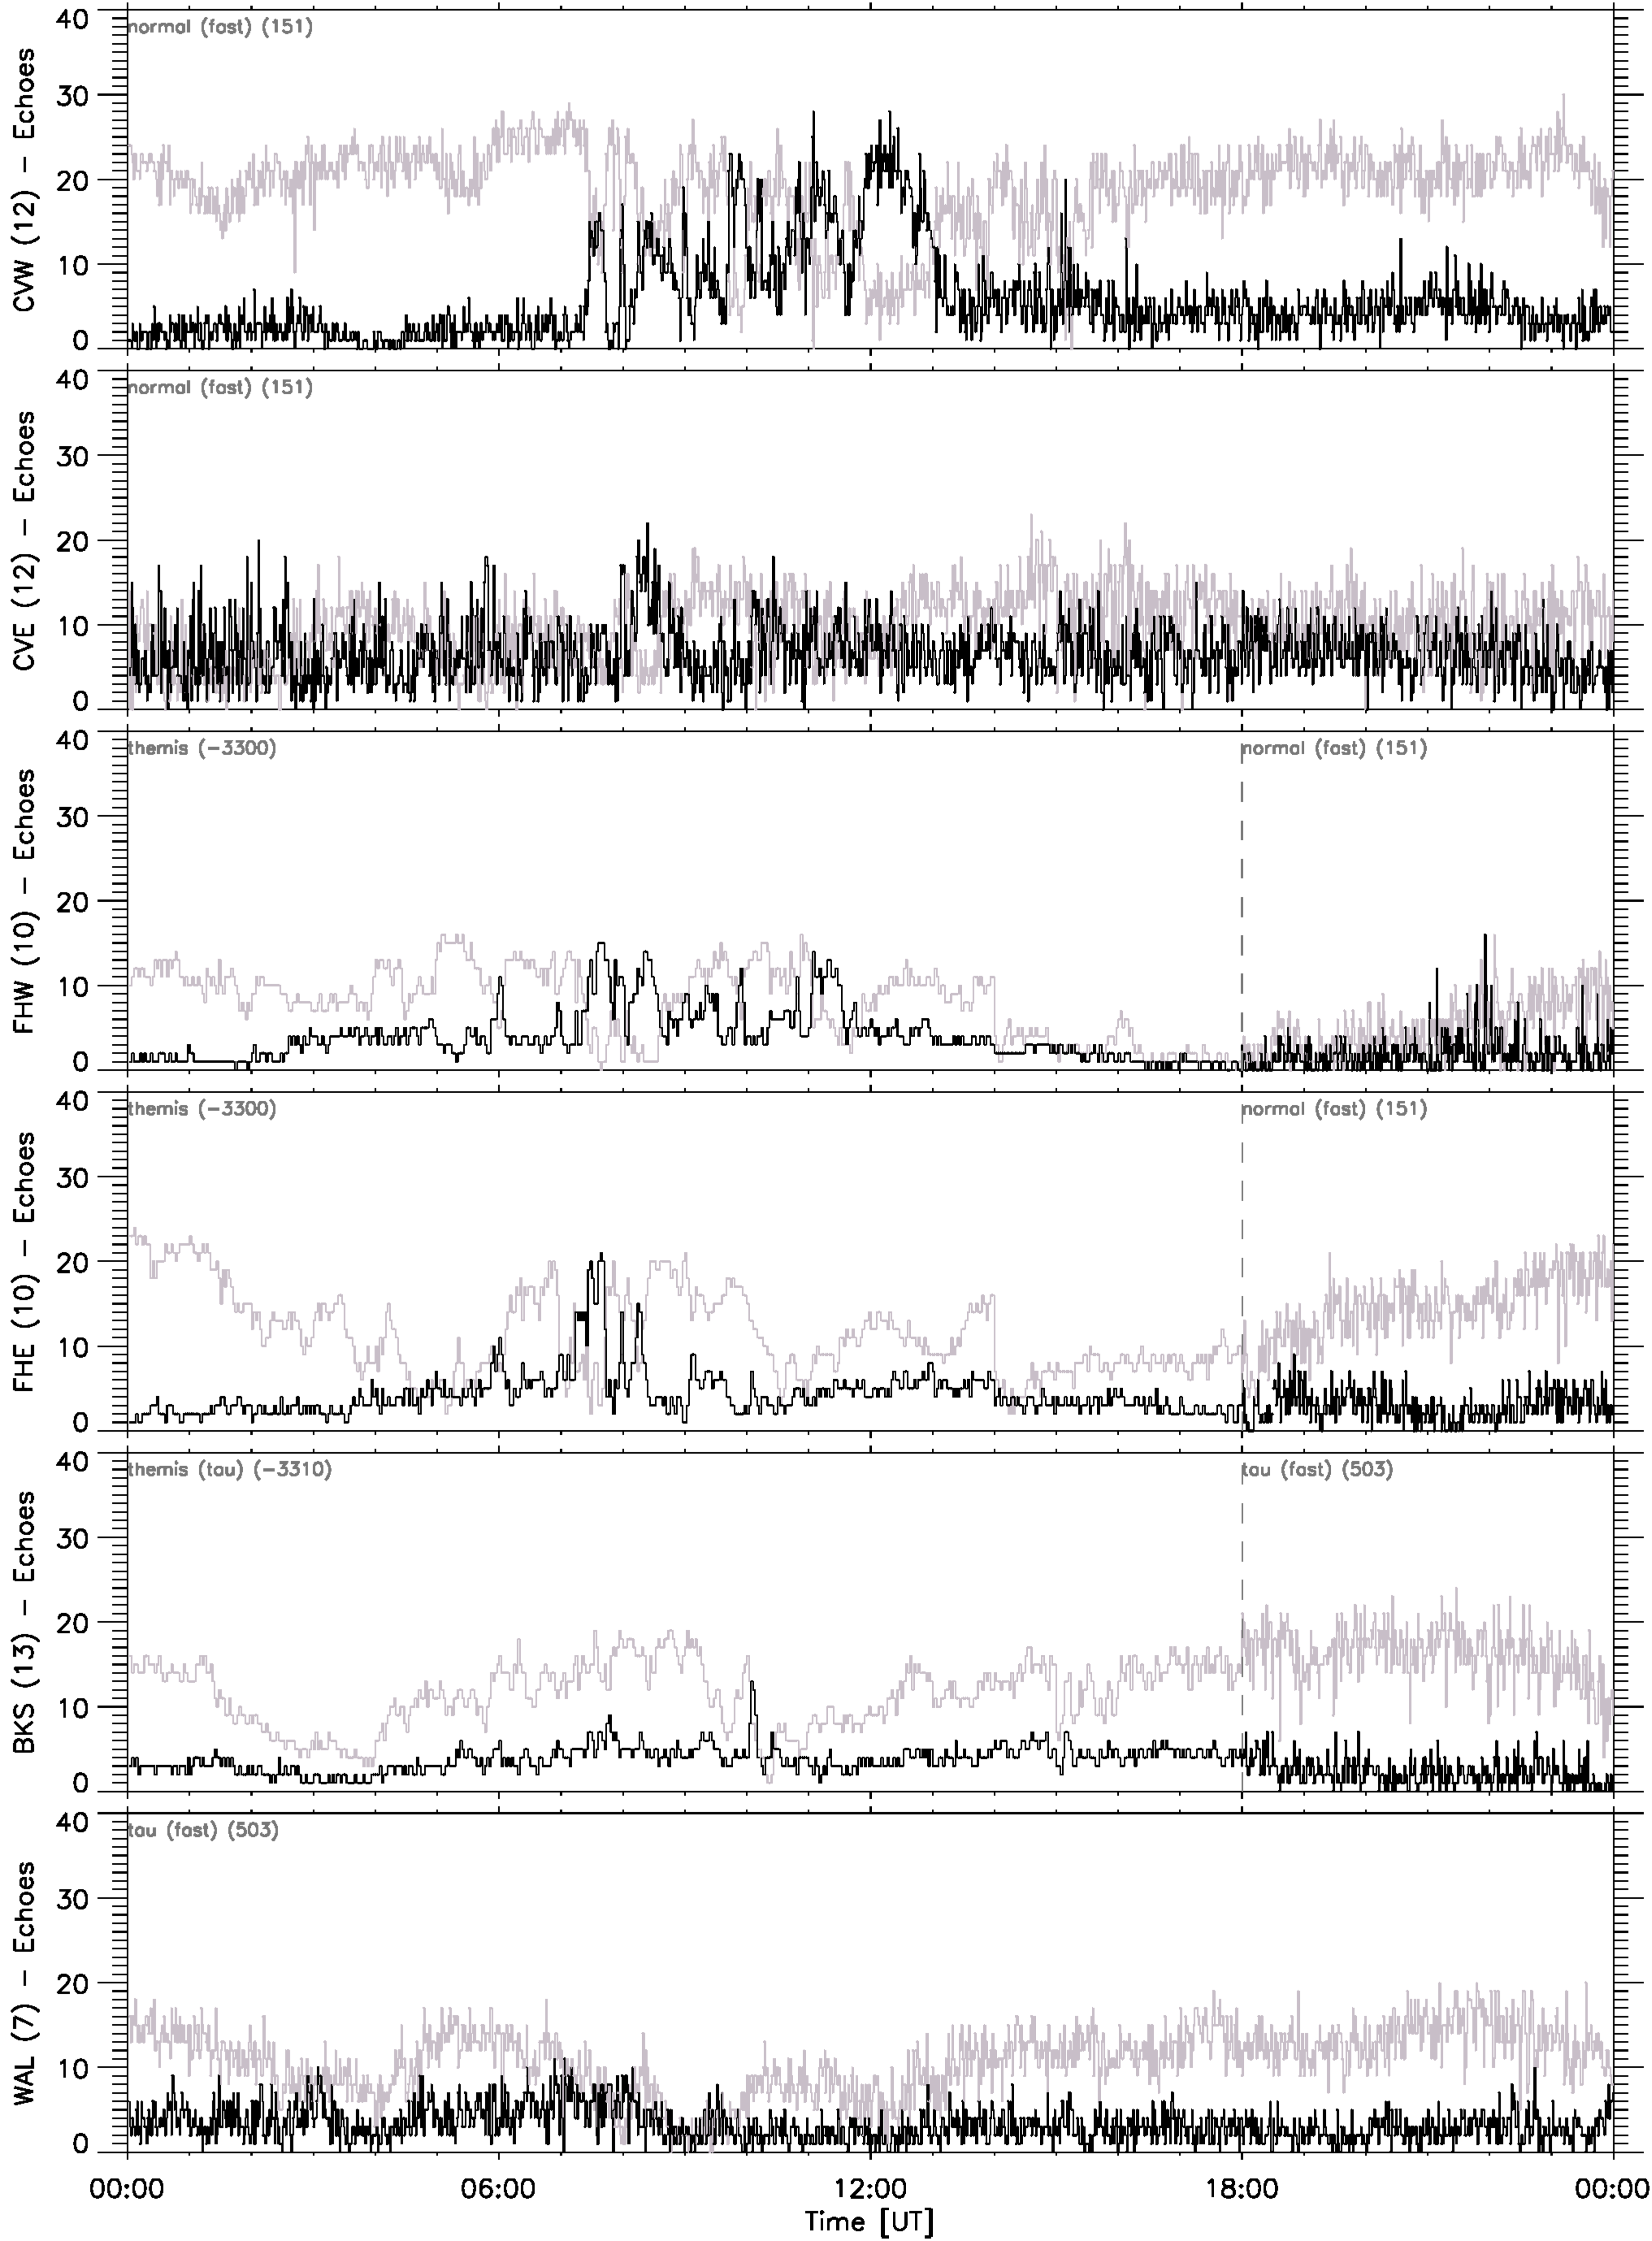 CVW (12) – Echoes
normal (fast) (151)
40
30
20
10
0
CVE (12) – Echoes
normal (fast) (151)
40
30
20
10
0
FHW (10) – Echoes
themis (-3300)
normal (fast) (151)
40
30
20
10
0
FHE (10) – Echoes
themis (-3300)
normal (fast) (151)
40
30
20
10
0
BKS (13) – Echoes
themis (tau) (-3310)
tau (fast) (503)
40
30
20
10
0
WAL (7) – Echoes
tau (fast) (503)
40
30
20
10
0
00:00 06:00 12:00 18:00 00:00
Time [UT]